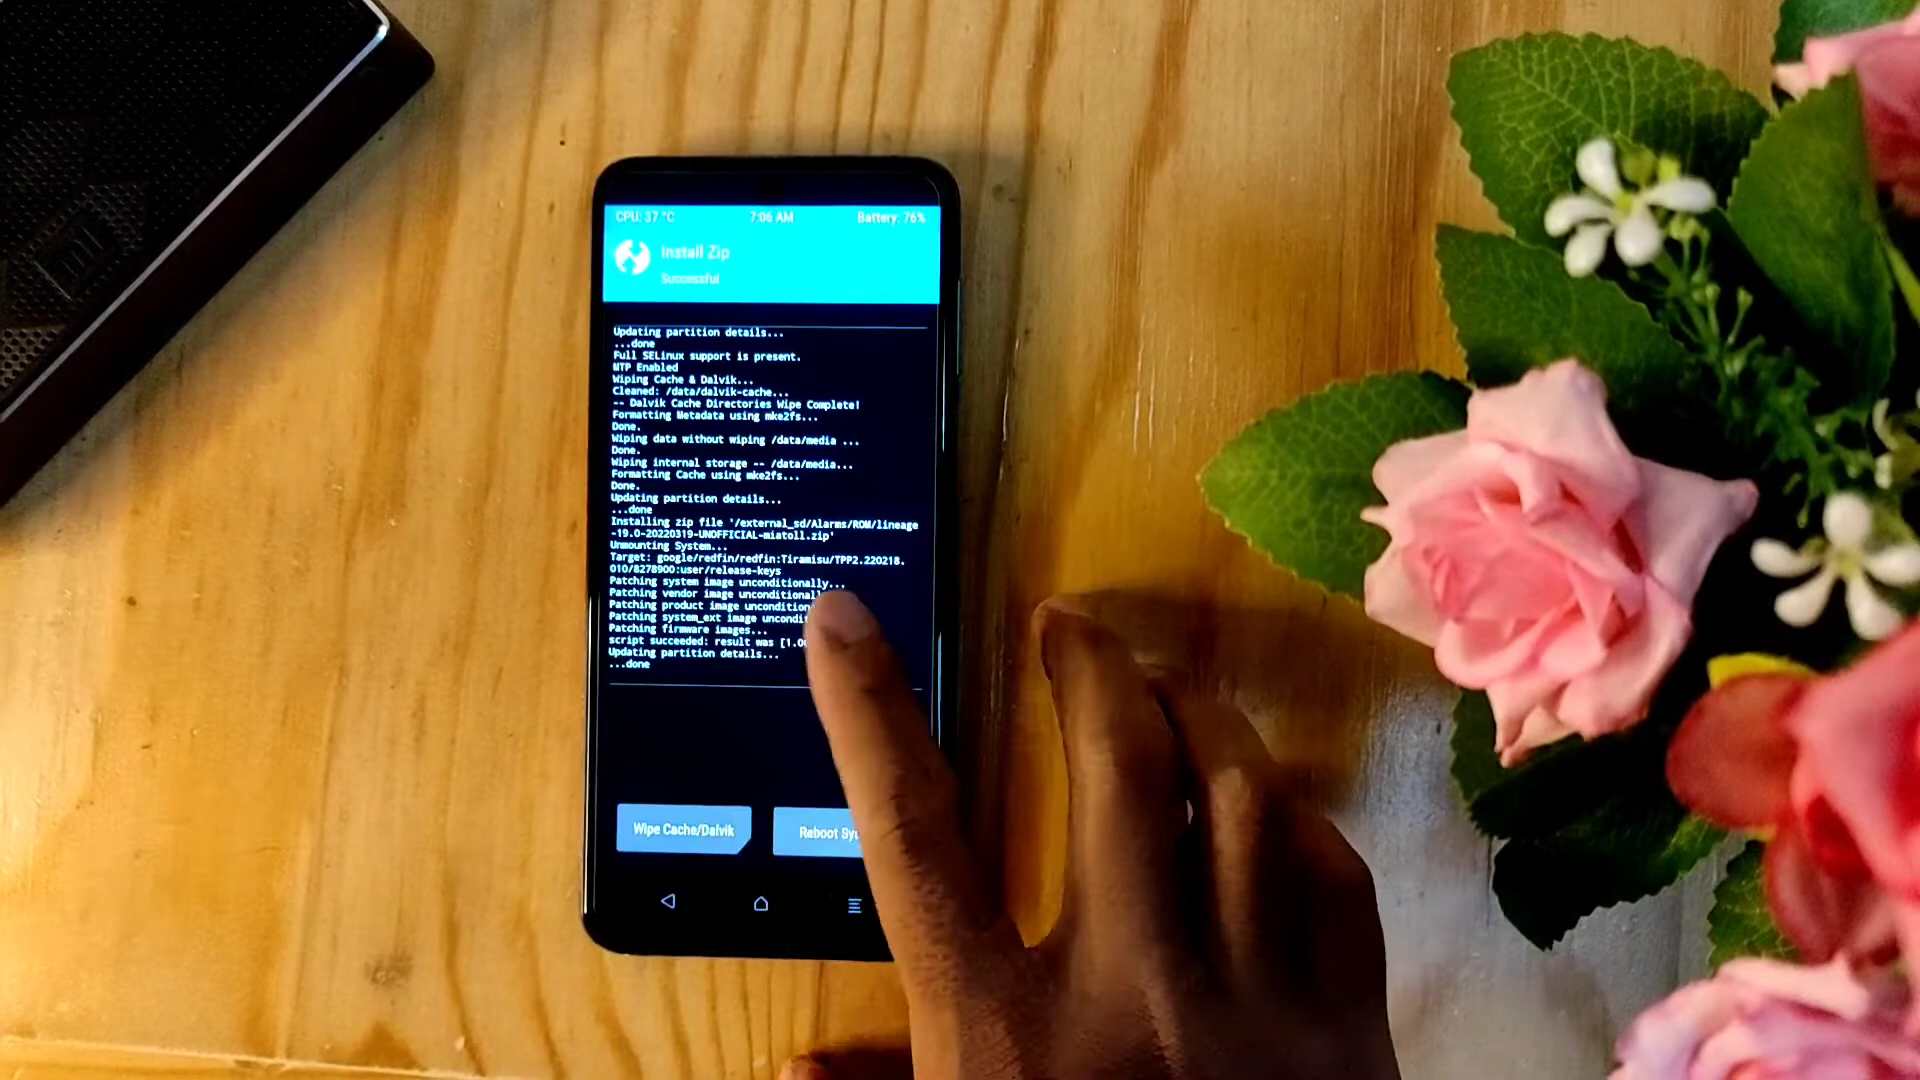 CPU: 37 °C 7:06 AM Battery: 76%
Install Zip
Successful
Updating partition details...
...done
Full SELinux support is present.
MTP Enabled
Wiping Cache & Dalvik...
Cleaned: /data/dalvik-cache...
-- Dalvik Cache Directories Wipe Complete!
Formatting Metadata using mke2fs...
Done.
Wiping data without wiping /data/media ...
Done.
Wiping internal storage -- /data/media...
Formatting Cache using mke2fs...
Done.
Updating partition details...
...done
Installing zip file '/external_sd/Alarms/ROM/lineage
-19.0-20220319-UNOFFICIAL-miatoll.zip'
Unmounting System...
Target: google/redfin/redfin:Tiramisu/TPP2.220218.
010/8278900:user/release-keys
Patching system image unconditionally...
Patching vendor image unconditionall
Patching product image uncondition
Patching system_ext image uncondi
Patching firmware images...
script succeeded: result was [1.0
Updating partition details...
...done
Wipe Cache/Dalvik Reboot Sy
mi